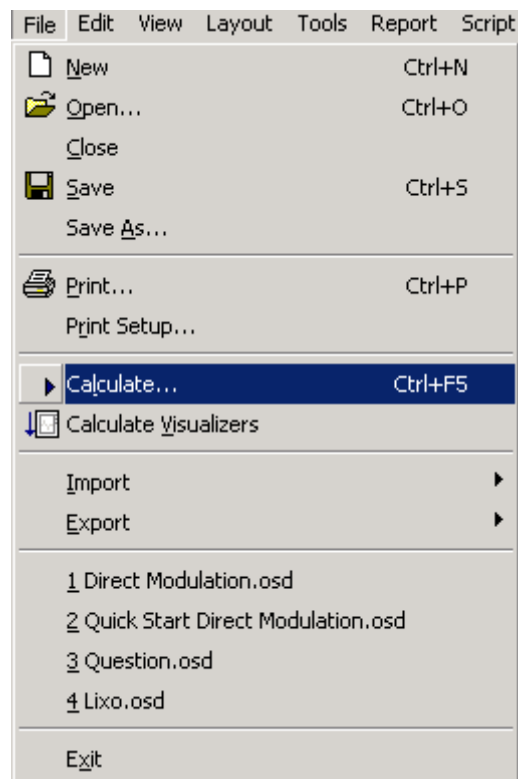 File Edit View Layout Tools Report Script
New Ctrl+N
Open... Ctrl+O
Close
Save Ctrl+S
Save As...
Print... Ctrl+P
Print Setup...
Calculate... Ctrl+F5
Calculate Visualizers
Import
Export
1 Direct Modulation.osd
2 Quick Start Direct Modulation.osd
3 Question.osd
4 Lixo.osd
Exit